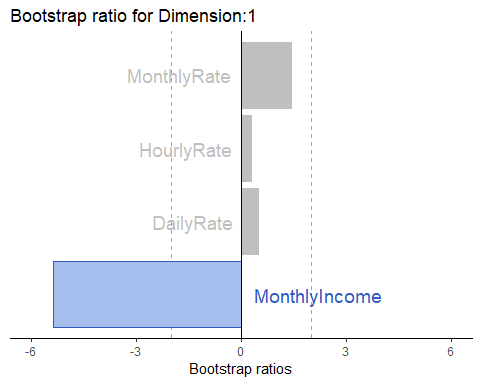 Bootstrap ratio for Dimension:1
MonthlyRate
HourlyRate
DailyRate
MonthlyIncome
-6 -3 0 3 6
Bootstrap ratios